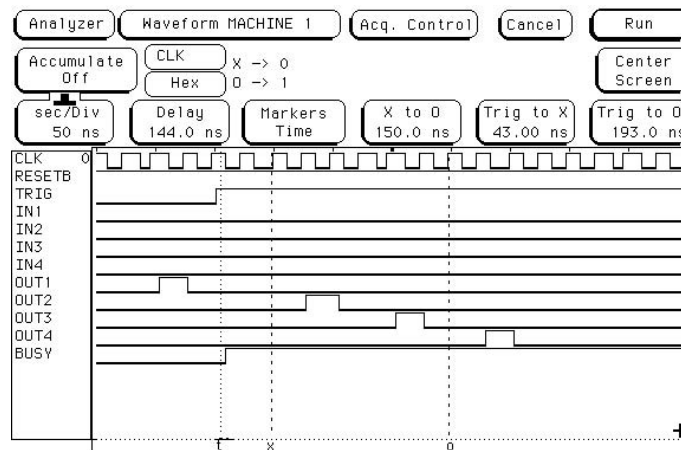 Analyzer Waveform MACHINE 1 Acq. Control Cancel Run
Accumulate Off CLK X -> 0 Center Screen
Hex O -> 1
sec/Div Delay Markers X to O Trig to X Trig to O
50 ns 144.0 ns Time 150.0 ns 43.00 ns 193.0 n
CLK 0
RESETB
TRIG
IN1
IN2
IN3
IN4
OUT1
OUT2
OUT3
OUT4
BUSY
t X O